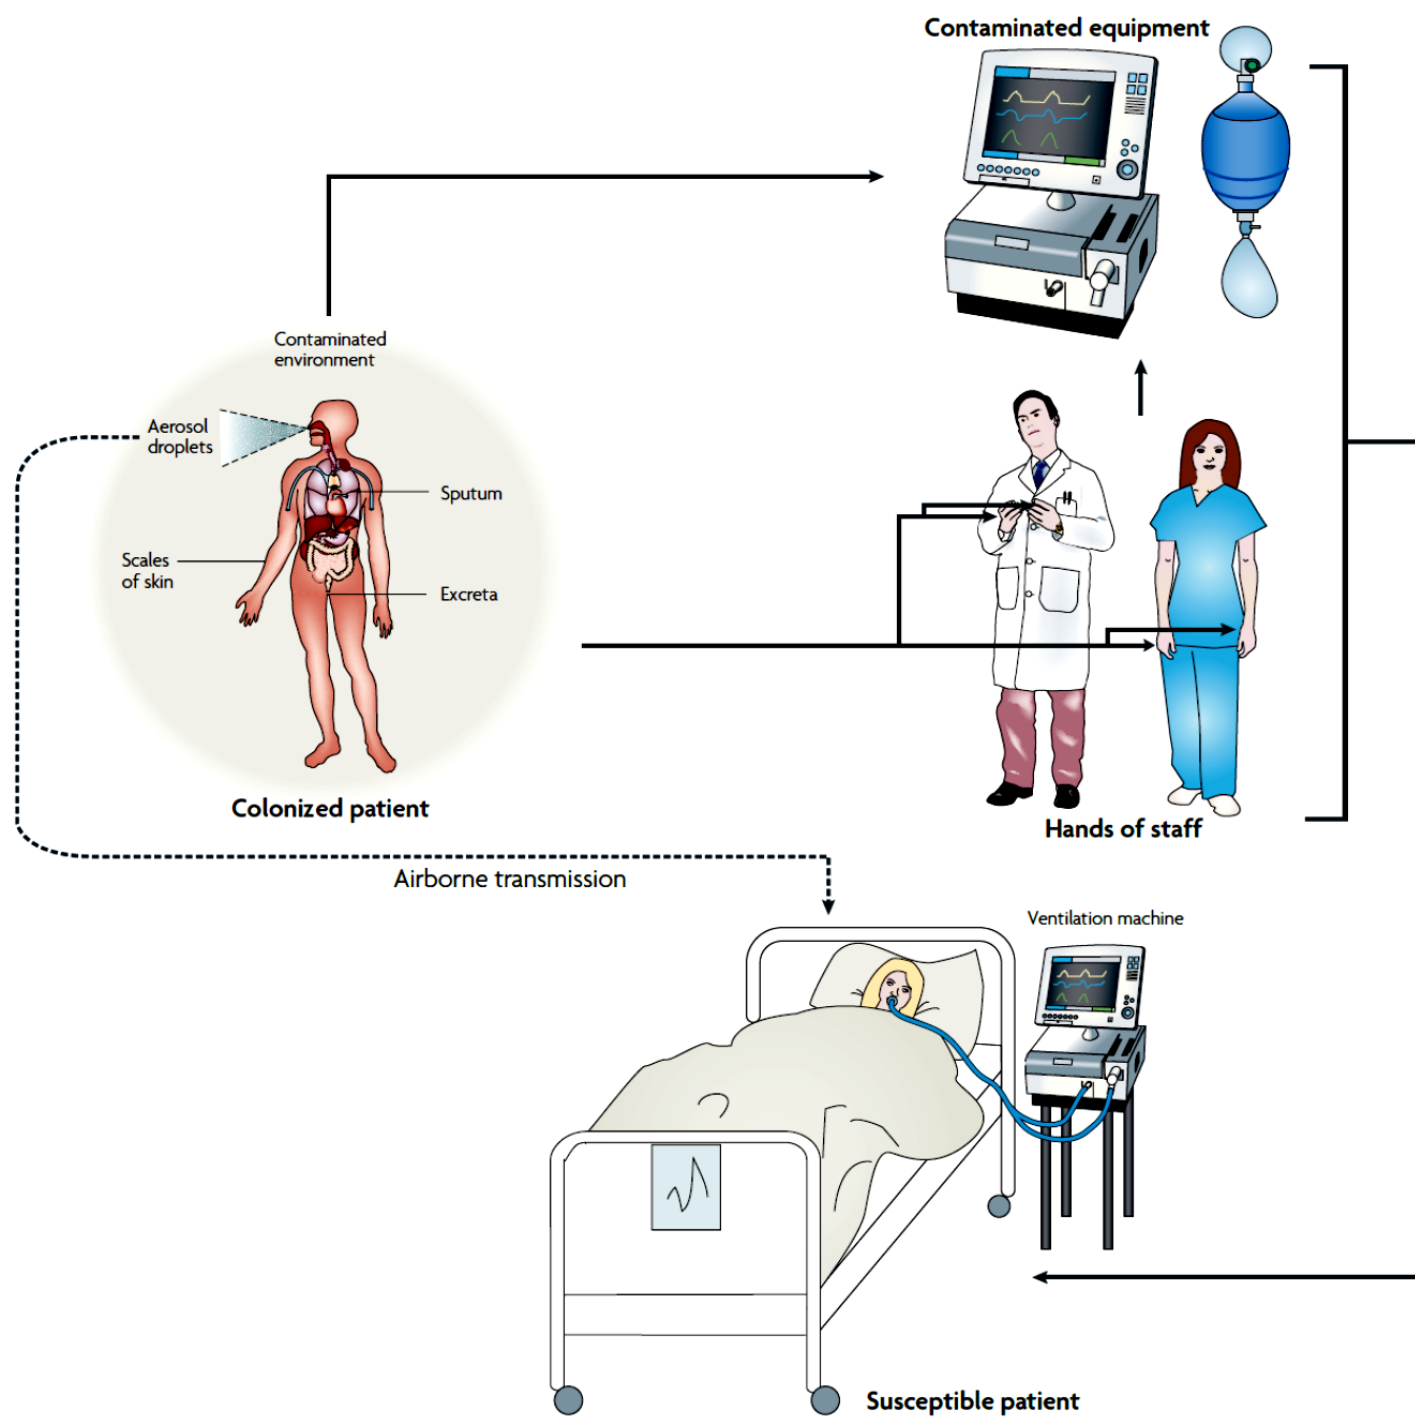 Contaminated equipment
Contaminated
environment
Aerosol
droplets
Sputum
Scales
of skin
Excreta
Colonized patient
Hands of staff
Airborne transmission
Ventilation machine
Susceptible patient